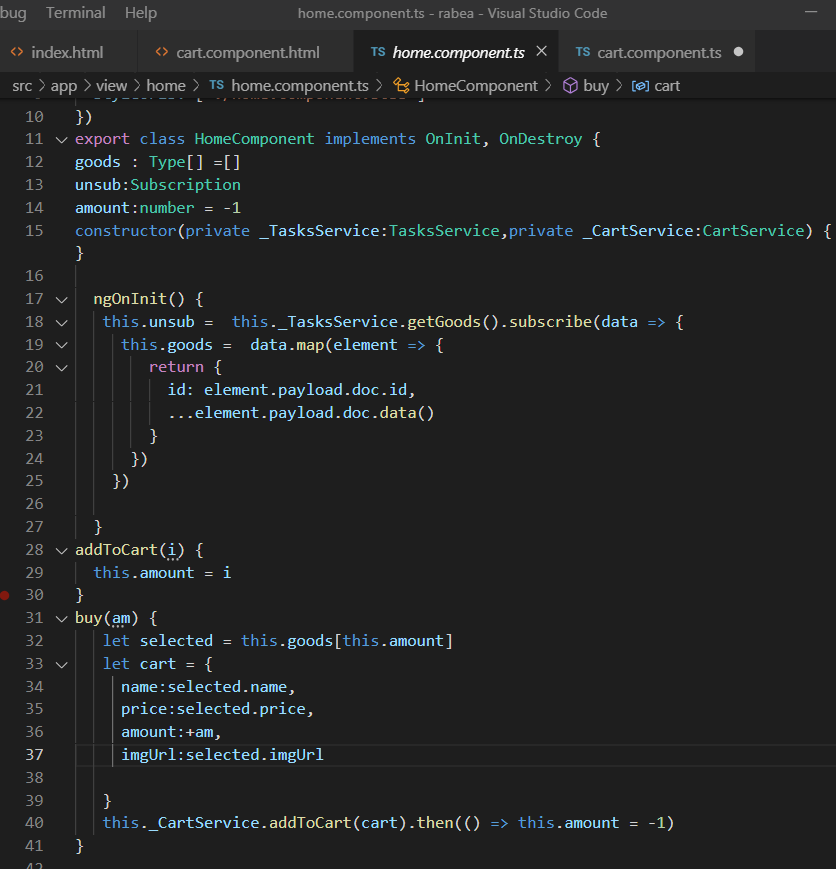 bug Terminal Help home.component.ts - rabea - Visual Studio Code
<> index.html <> cart.component.html TS home.component.ts × TS cart.component.ts ●
src > app > view > home > TS home.component.ts > HomeComponent > buy > cart
10 })
11 export class HomeComponent implements OnInit, OnDestroy {
12 goods : Type[] =[]
13 unsub:Subscription
14 amount:number = -1
15 constructor(private _TasksService:TasksService,private _CartService:CartService) {
}
16
17 ngOnInit() {
18 this.unsub =  this._TasksService.getGoods().subscribe(data => {
19 this.goods =  data.map(element => {
20 return {
21 id: element.payload.doc.id,
22 ...element.payload.doc.data()
23 }
24 })
25 })
26
27 }
28 addToCart(i) {
29 this.amount = i
30 }
31 buy(am) {
32 let selected = this.goods[this.amount]
33 let cart = {
34 name:selected.name,
35 price:selected.price,
36 amount:+am,
37 imgUrl:selected.imgUrl
38
39 }
40 this._CartService.addToCart(cart).then(() => this.amount = -1)
41 }